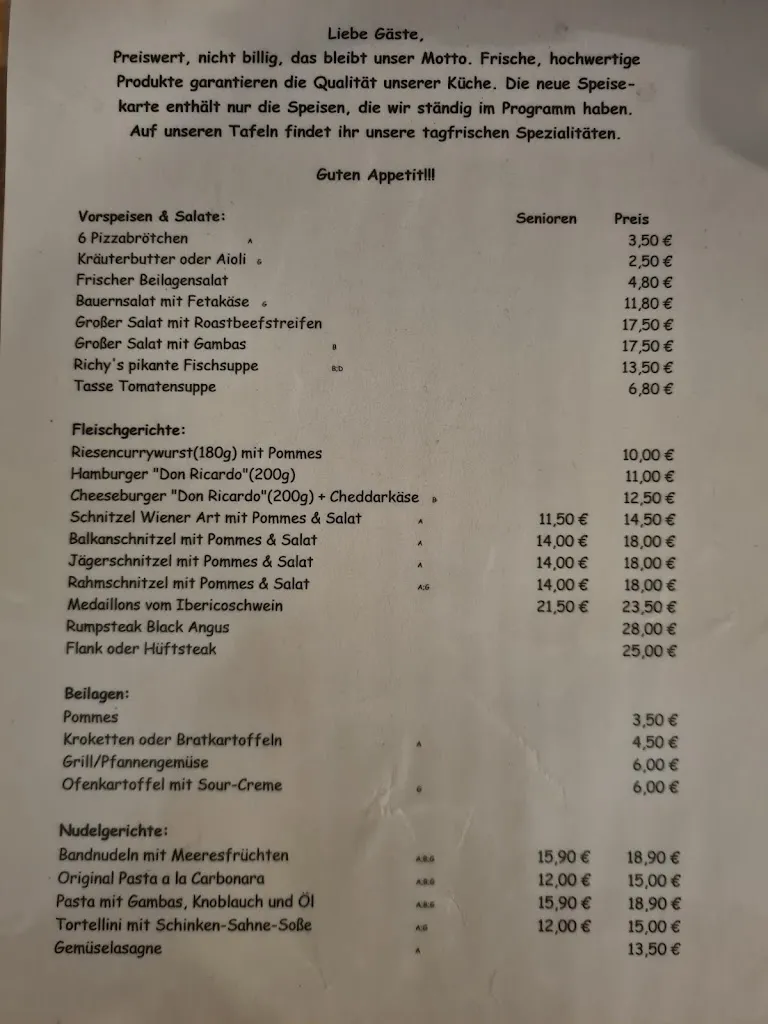 Liebe Gäste,
Preiswert, nicht billig, das bleibt unser Motto. Frische, hochwertige
Produkte garantieren die Qualität unserer Küche. Die neue Speise-
karte enthält nur die Speisen, die wir ständig im Programm haben.
Auf unseren Tafeln findet ihr unsere tagfrischen Spezialitäten.
Guten Appetit!!!
Vorspeisen & Salate: Senioren Preis
6 Pizzabrötchen A 3,50 €
Kräuterbutter oder Aioli G 2,50 €
Frischer Beilagensalat 4,80 €
Bauernsalat mit Fetakäse G 11,80 €
Großer Salat mit Roastbeefstreifen 17,50 €
Großer Salat mit Gambas B 17,50 €
Richy's pikante Fischsuppe B;D 13,50 €
Tasse Tomatensuppe 6,80 €
Fleischgerichte:
Riesencurrywurst(180g) mit Pommes 10,00 €
Hamburger "Don Ricardo"(200g) 11,00 €
Cheeseburger "Don Ricardo"(200g) + Cheddarkäse 12,50 €
Schnitzel Wiener Art mit Pommes & Salat A 11,50 € 14,50 €
Balkanschnitzel mit Pommes & Salat A 14,00 € 18,00 €
Jägerschnitzel mit Pommes & Salat A 14,00 € 18,00 €
Rahmschnitzel mit Pommes & Salat A;G 14,00 € 18,00 €
Medaillons vom Ibericoschwein 21,50 € 23,50 €
Rumpsteak Black Angus 28,00 €
Flank oder Hüftsteak 25,00 €
Beilagen:
Pommes 3,50 €
Kroketten oder Bratkartoffeln A 4,50 €
Grill/Pfannengemüse 6,00 €
Ofenkartoffel mit Sour-Creme G 6,00 €
Nudelgerichte:
Bandnudeln mit Meeresfrüchten A;B;G 15,90 € 18,90 €
Original Pasta a la Carbonara A;B;G 12,00 € 15,00 €
Pasta mit Gambas, Knoblauch und Öl A;B;G 15,90 € 18,90 €
Tortellini mit Schinken-Sahne-Soße A;G 12,00 € 15,00 €
Gemüselasagne A 13,50 €